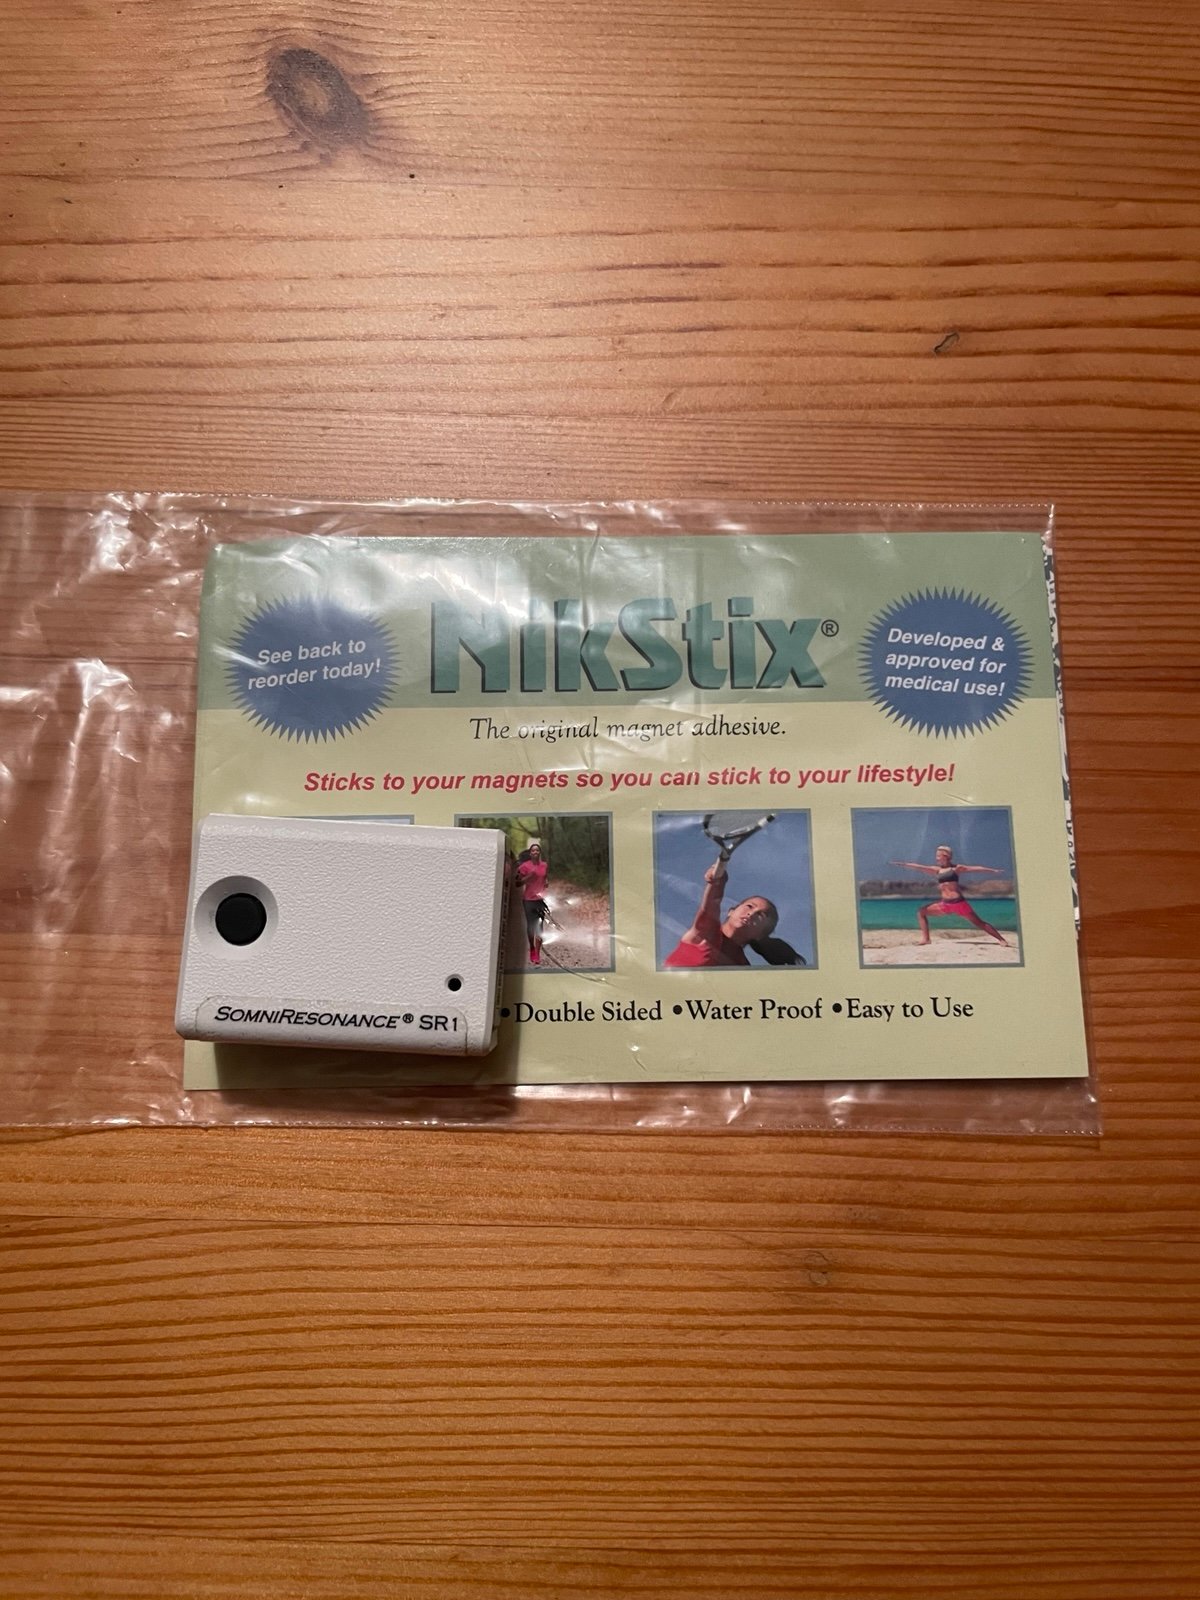 See back to
reorder today!
NikStix®
Developed &
approved for
medical use!
The original magnet adhesive.
Sticks to your magnets so you can stick to your lifestyle!
•Double Sided •Water Proof •Easy to Use
SOMNIRESONANCE® SR1